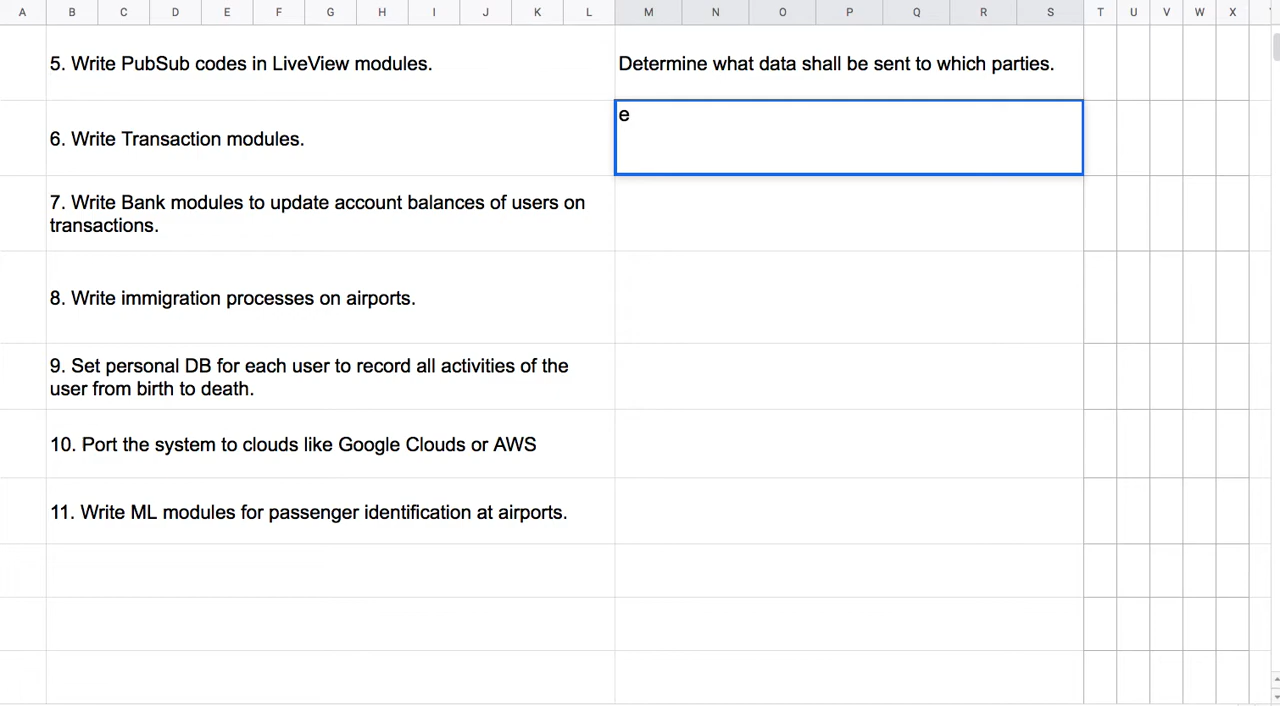 A B C D E F G H I J K L M N O P Q R S T U V W X
5. Write PubSub codes in LiveView modules. Determine what data shall be sent to which parties.
6. Write Transaction modules. e
7. Write Bank modules to update account balances of users on
transactions.
8. Write immigration processes on airports.
9. Set personal DB for each user to record all activities of the
user from birth to death.
10. Port the system to clouds like Google Clouds or AWS
11. Write ML modules for passenger identification at airports.